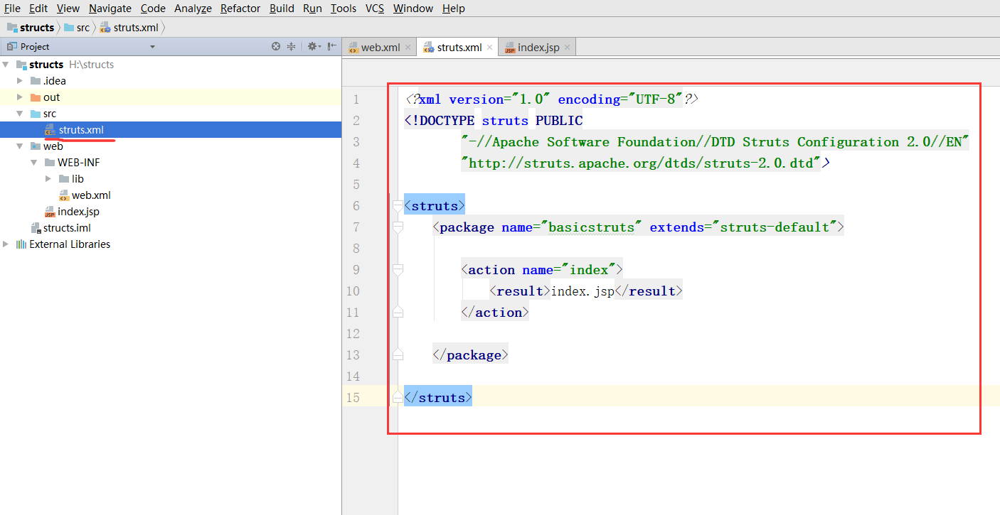 File Edit View Navigate Code Analyze Refactor Build Run Tools VCS Window Help
structs src struts.xml
Project
web.xml struts.xml index.jsp
structs H:\structs
.idea
out
src
struts.xml
web
WEB-INF
lib
web.xml
index.jsp
structs.iml
External Libraries
1 <?xml version="1.0" encoding="UTF-8"?>
2 <!DOCTYPE struts PUBLIC
3 "-//Apache Software Foundation//DTD Struts Configuration 2.0//EN"
4 "http://struts.apache.org/dtds/struts-2.0.dtd">
5
6 <struts>
7 <package name="basicstruts" extends="struts-default">
8
9 <action name="index">
10 <result>index.jsp</result>
11 </action>
12
13 </package>
14
15 </struts>